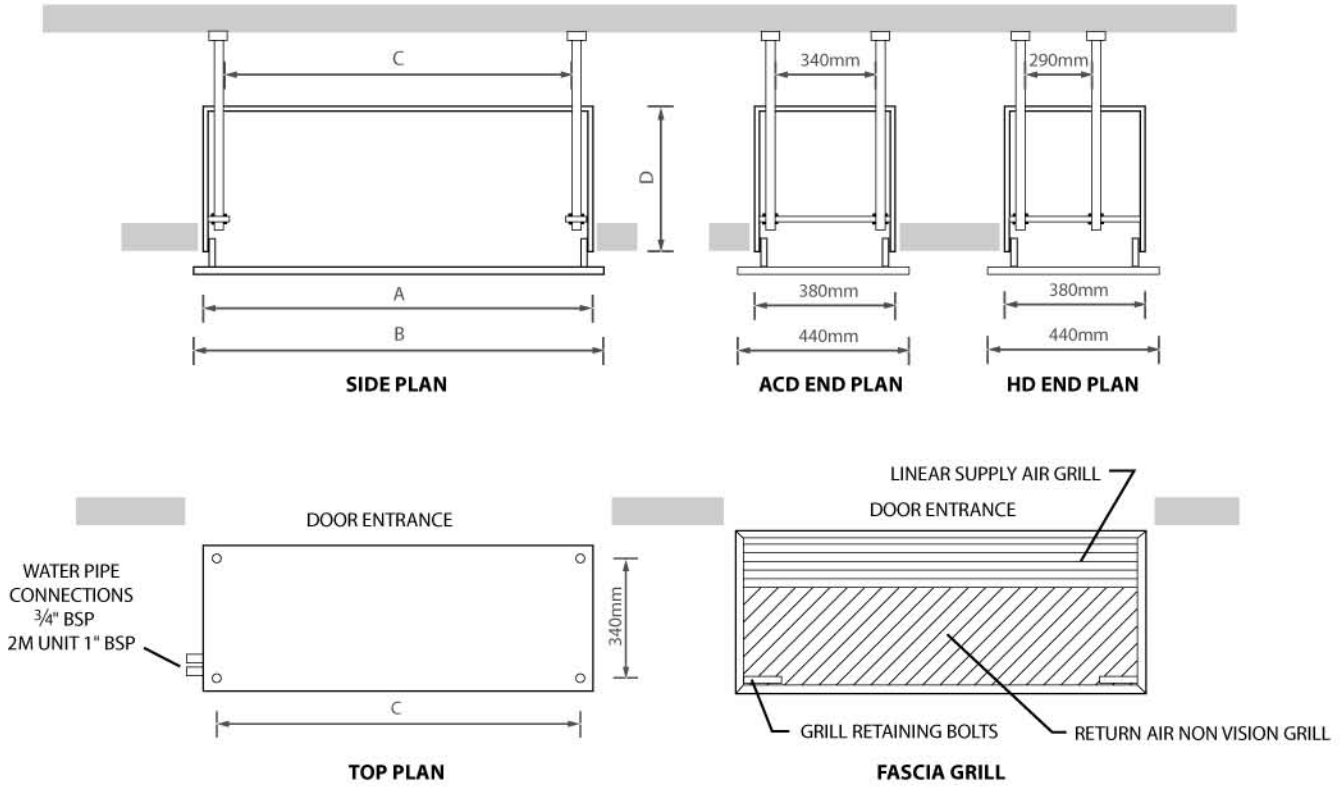 C
340mm
290mm
D
A
380mm
380mm
B
440mm
440mm
SIDE PLAN
ACD END PLAN
HD END PLAN
LINEAR SUPPLY AIR GRILL
DOOR ENTRANCE
DOOR ENTRANCE
WATER PIPE
CONNECTIONS
3/4" BSP
2M UNIT 1" BSP
340mm
C
GRILL RETAINING BOLTS
RETURN AIR NON VISION GRILL
TOP PLAN
FASCIA GRILL